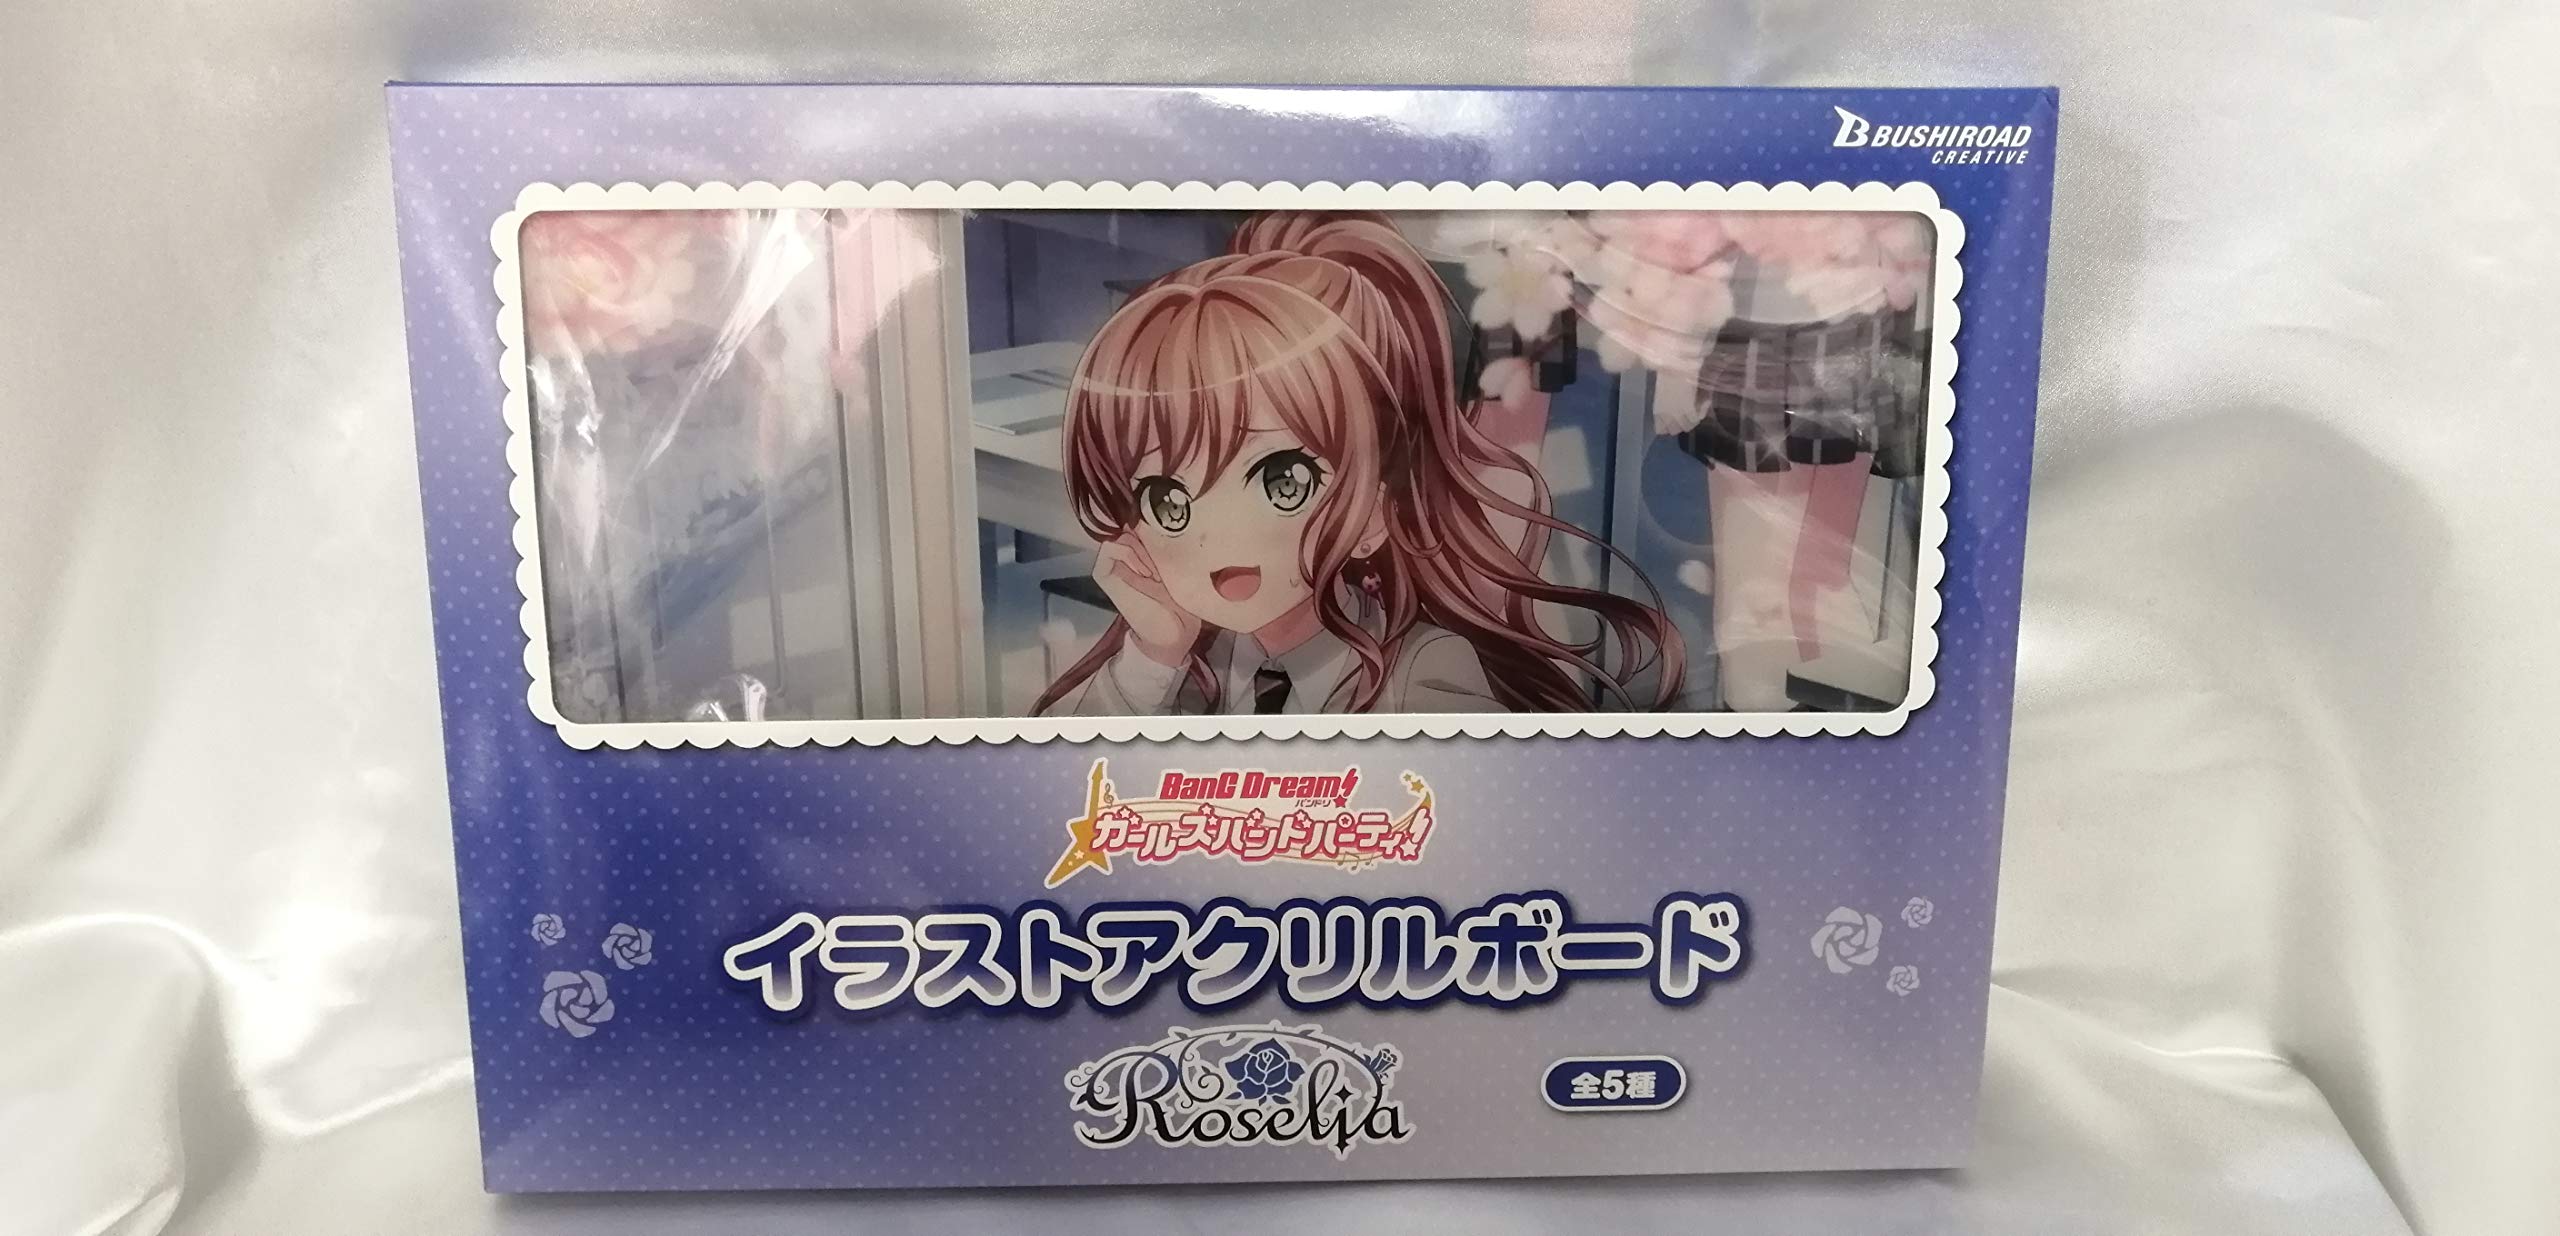 BUSHIROAD
CREATIVE
BanG Dream!
バンドリ
ガールズバンドパーティ!
イラストアクリルボード
Roselia
全5種